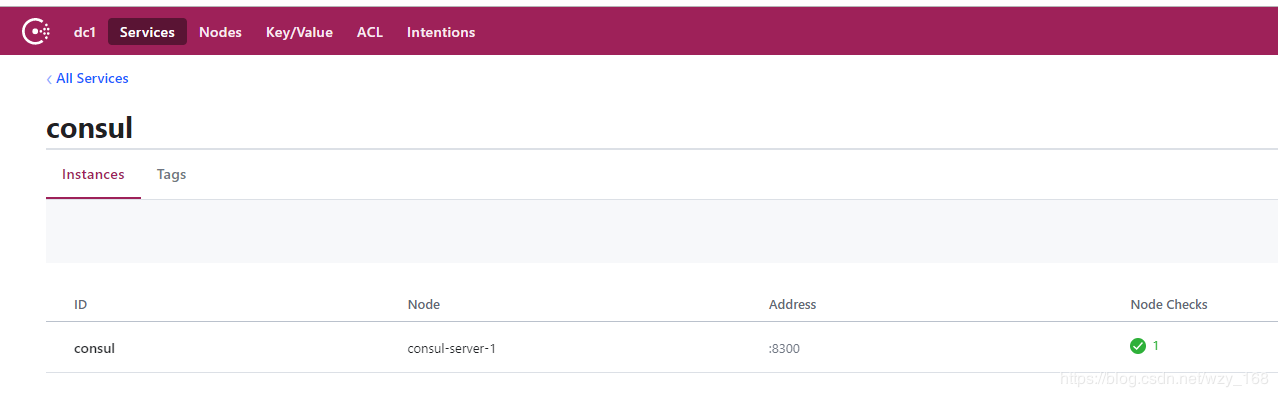 dc1 Services Nodes Key/Value ACL Intentions
‹ All Services
consul
Instances Tags
ID Node Address Node Checks
consul consul-server-1 :8300 1
https://blog.csdn.net/wzy_168